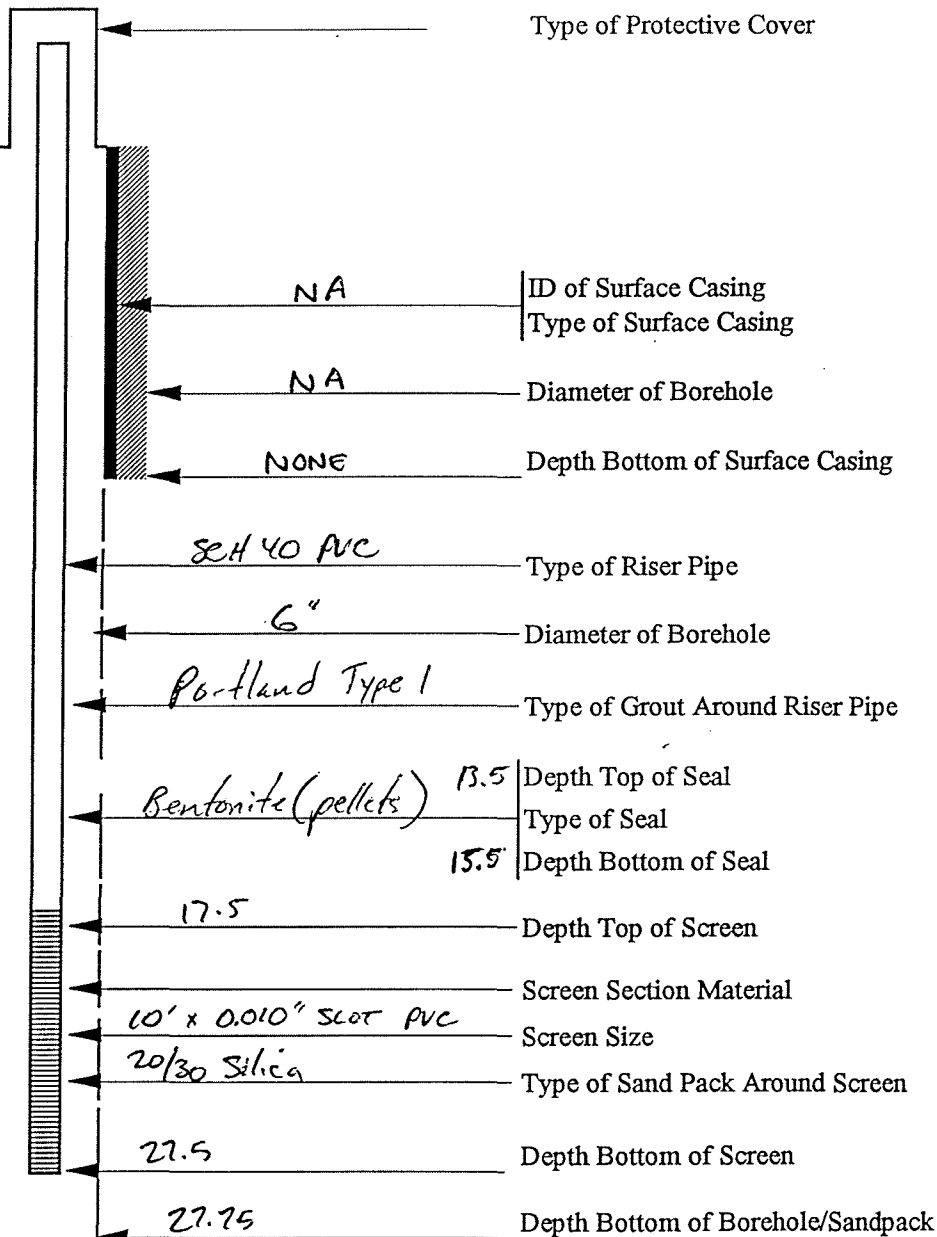 Type of Protective Cover
NA
ID of Surface Casing
Type of Surface Casing
NA
Diameter of Borehole
NONE
Depth Bottom of Surface Casing
SCH 40 PVC
Type of Riser Pipe
6"
Diameter of Borehole
Portland Type 1
Type of Grout Around Riser Pipe
13.5 Depth Top of Seal
Bentonite (pellets)
Type of Seal
15.5 Depth Bottom of Seal
17.5
Depth Top of Screen
Screen Section Material
10' x 0.010" SLOT PVC
Screen Size
20/30 Silica
Type of Sand Pack Around Screen
27.5
Depth Bottom of Screen
27.75
Depth Bottom of Borehole/Sandpack